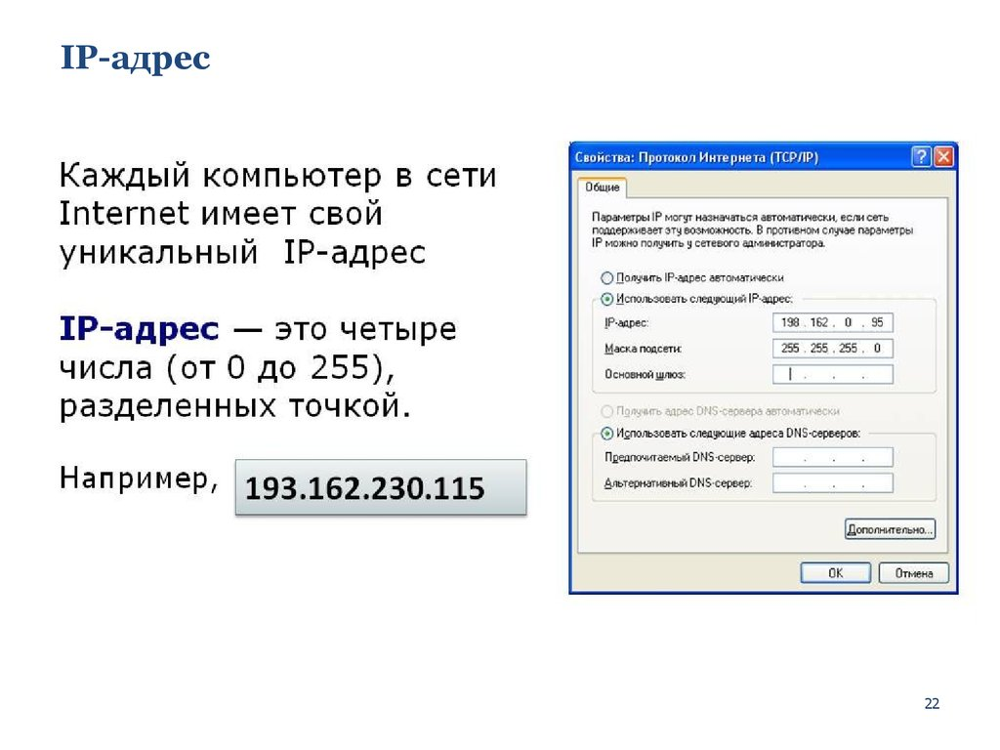 IP-адрес
Каждый компьютер в сети
Internet имеет свой
уникальный IP-адрес
IP-адрес — это четыре
числа (от 0 до 255),
разделенных точкой.
Например, 193.162.230.115
Свойства: Протокол Интернета (TCP/IP)
Общие
Параметры IP могут назначаться автоматически, если сеть
поддерживает эту возможность. В противном случае параметры
IP можно получить у сетевого администратора.
Получить IP-адрес автоматически
Использовать следующий IP-адрес:
IP-адрес: 198 . 162 . 0 . 95
Маска подсети: 255 . 255 . 255 . 0
Основной шлюз: . . .
Получить адрес DNS-сервера автоматически
Использовать следующие адреса DNS-серверов:
Предпочитаемый DNS-сервер: . . .
Альтернативный DNS-сервер: . . .
Дополнительно...
OK Отмена
22